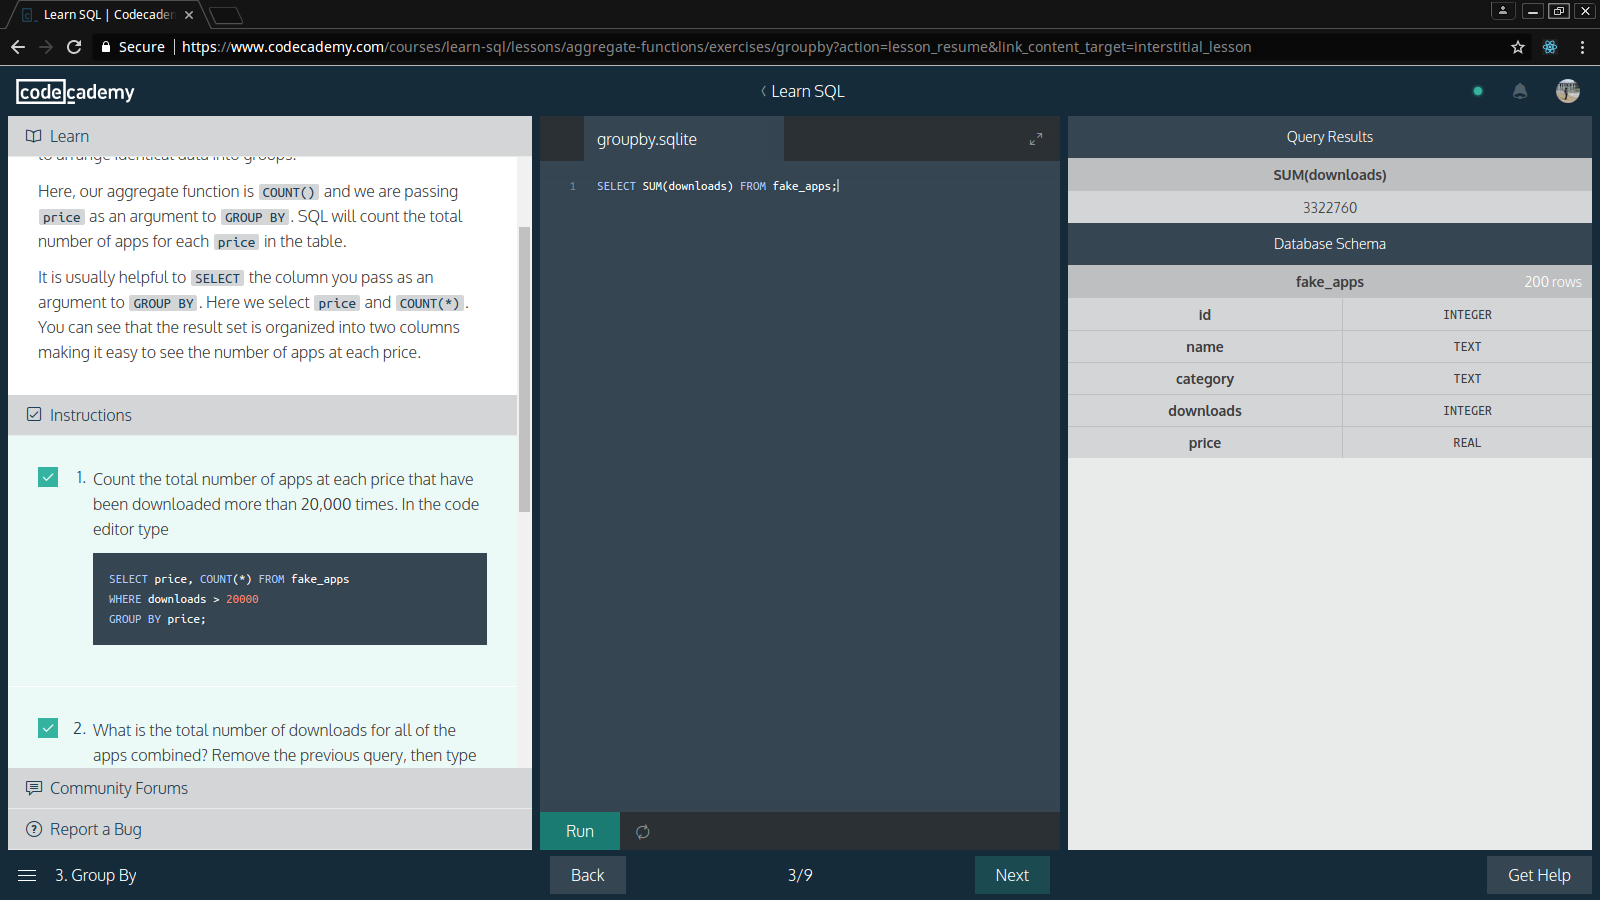 Learn SQL | Codecader
Secure
https://www.codecademy.com/courses/learn-sql/lessons/aggregate-functions/exercises/groupby?action=lesson_resume&link_content_target=interstitial_lesson
codecademy
Learn SQL
Learn
to arrange identical data into groups.
Here, our aggregate function is COUNT() and we are passing
price as an argument to GROUP BY. SQL will count the total
number of apps for each price in the table.
It is usually helpful to SELECT the column you pass as an
argument to GROUP BY. Here we select price and COUNT(*).
You can see that the result set is organized into two columns
making it easy to see the number of apps at each price.
Instructions
1. Count the total number of apps at each price that have
been downloaded more than 20,000 times. In the code
editor type
SELECT price, COUNT(*) FROM fake_apps
WHERE downloads > 20000
GROUP BY price;
2. What is the total number of downloads for all of the
apps combined? Remove the previous query, then type
Community Forums
Report a Bug
groupby.sqlite
1 SELECT SUM(downloads) FROM fake_apps;
Run
Query Results
SUM(downloads)
3322760
Database Schema
fake_apps 200 rows
id INTEGER
name TEXT
category TEXT
downloads INTEGER
price REAL
3. Group By
Back
3/9
Next
Get Help